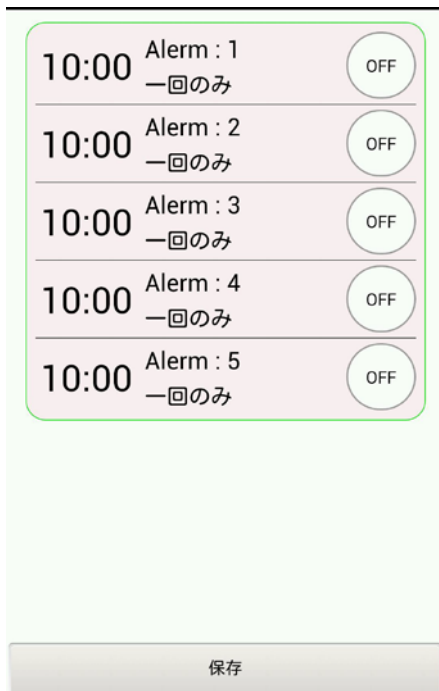 10:00 Alerm : 1 OFF
一回のみ
10:00 Alerm : 2 OFF
一回のみ
10:00 Alerm : 3 OFF
一回のみ
10:00 Alerm : 4 OFF
一回のみ
10:00 Alerm : 5 OFF
一回のみ
保存